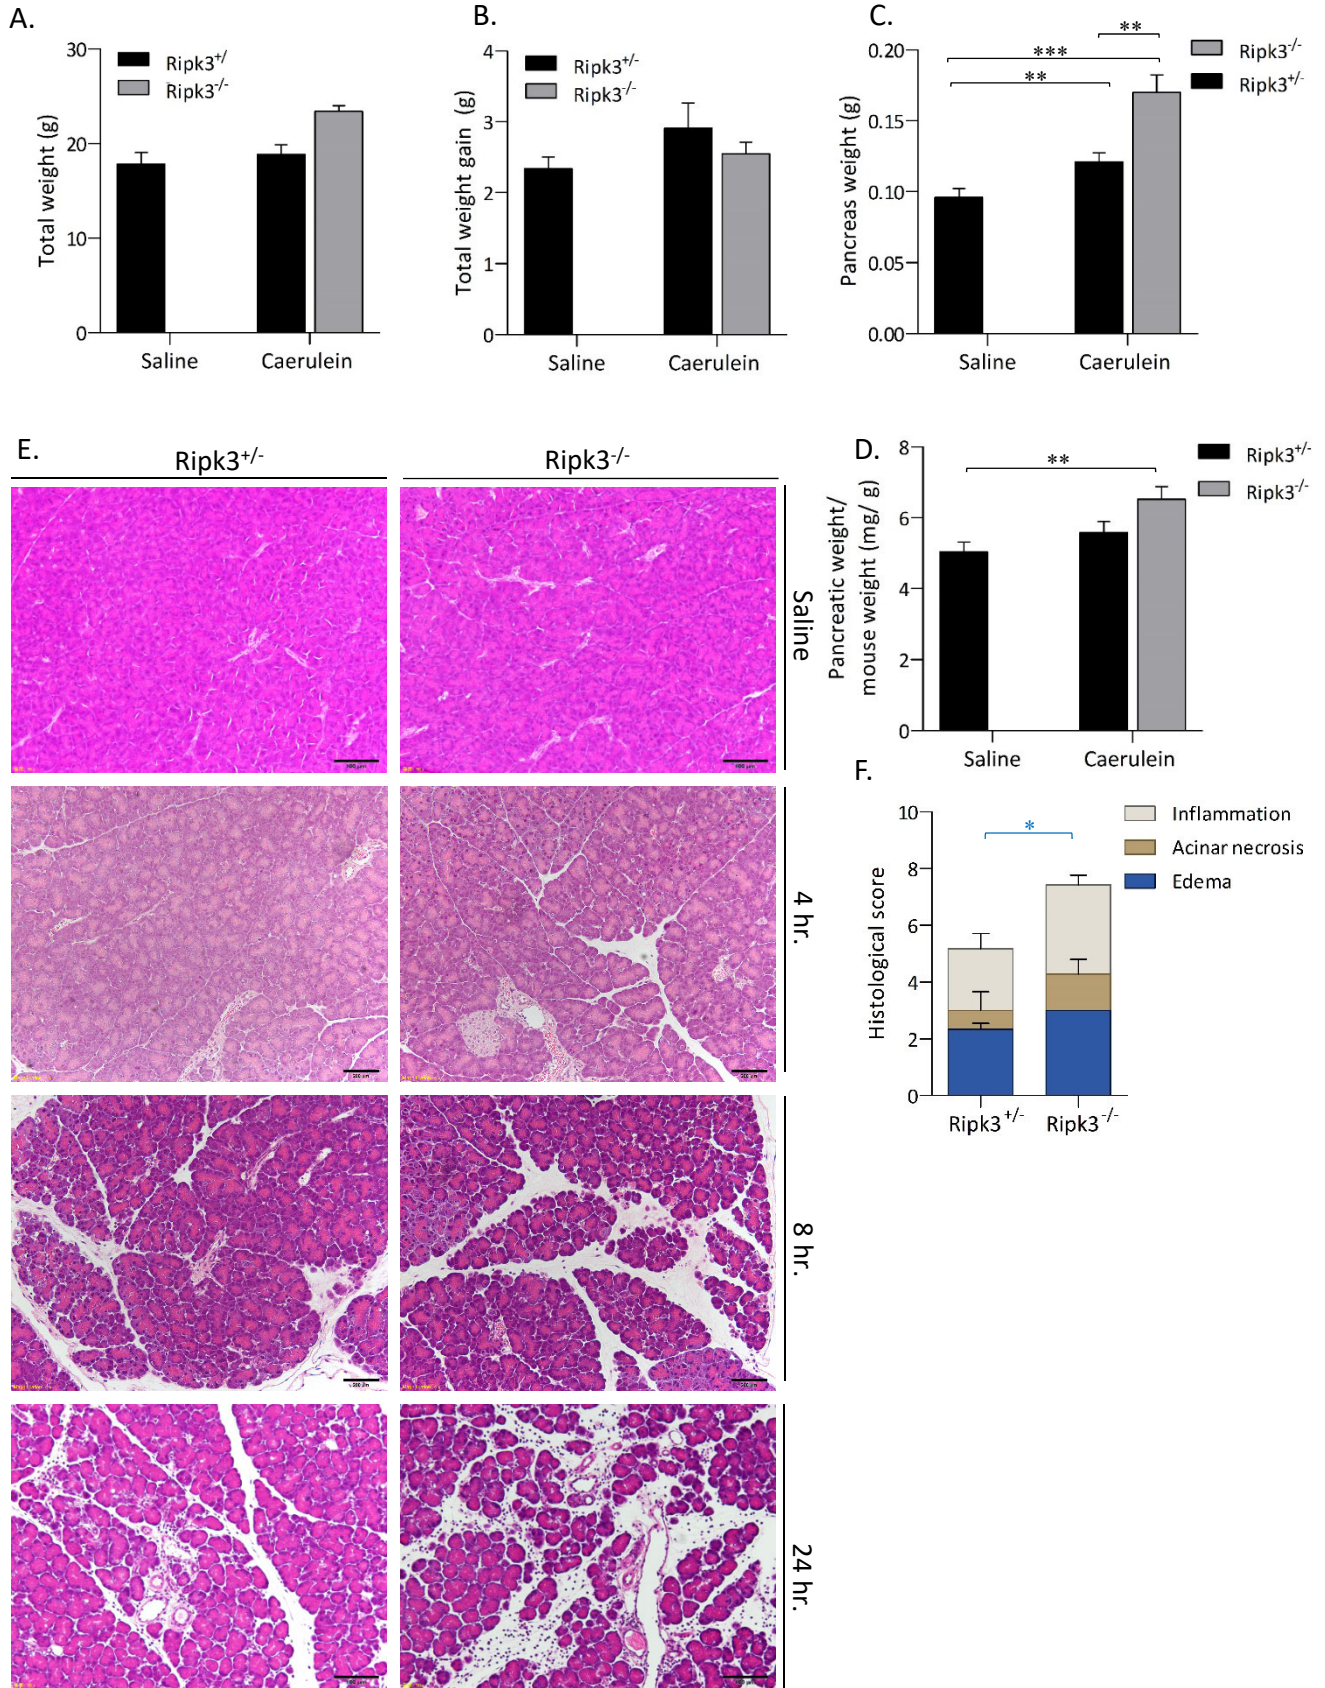 A.
30
20
10
0
Total weight (g)
Ripk3+/
Ripk3-/-
Saline
Caerulein
B.
4
3
2
1
0
Total weight gain (g)
Ripk3+/-
Ripk3-/-
Saline
Caerulein
C.
0.20
0.15
0.10
0.05
0.00
Pancreas weight (g)
**
***
**
Ripk3-/-
Ripk3+/-
Saline
Caerulein
E.
Ripk3+/-
Ripk3-/-
Saline
4 hr.
8 hr.
24 hr.
D.
8
6
4
2
0
Pancreatic weight/
mouse weight (mg/ g)
**
Ripk3+/-
Ripk3-/-
Saline
Caerulein
F.
10
8
6
4
2
0
Histological score
*
Inflammation
Acinar necrosis
Edema
Ripk3+/-
Ripk3-/-